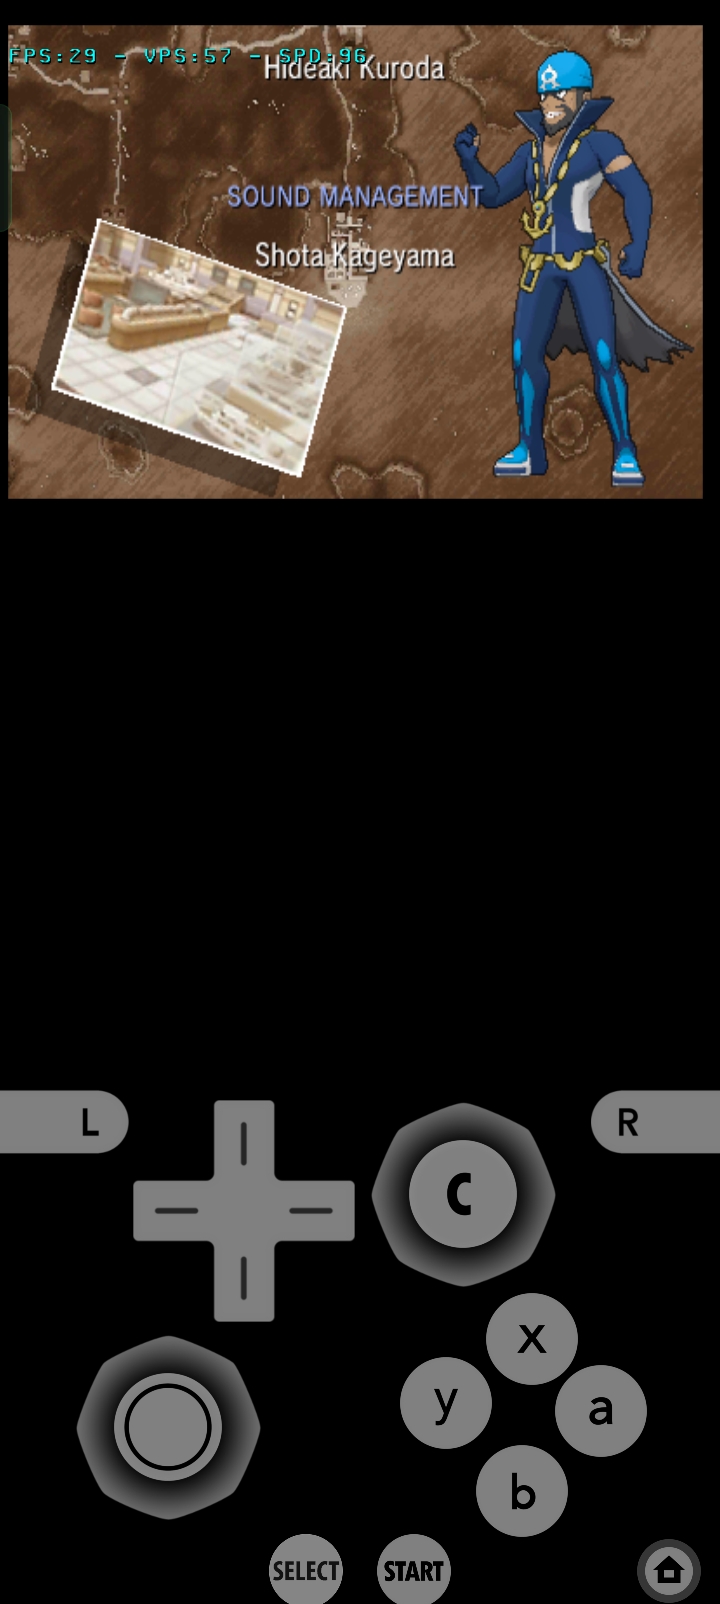 FPS:29 - VPS:57 - SPD:96
Hideaki Kuroda
SOUND MANAGEMENT
Shota Kageyama
L
R
C
x
y
a
b
SELECT
START